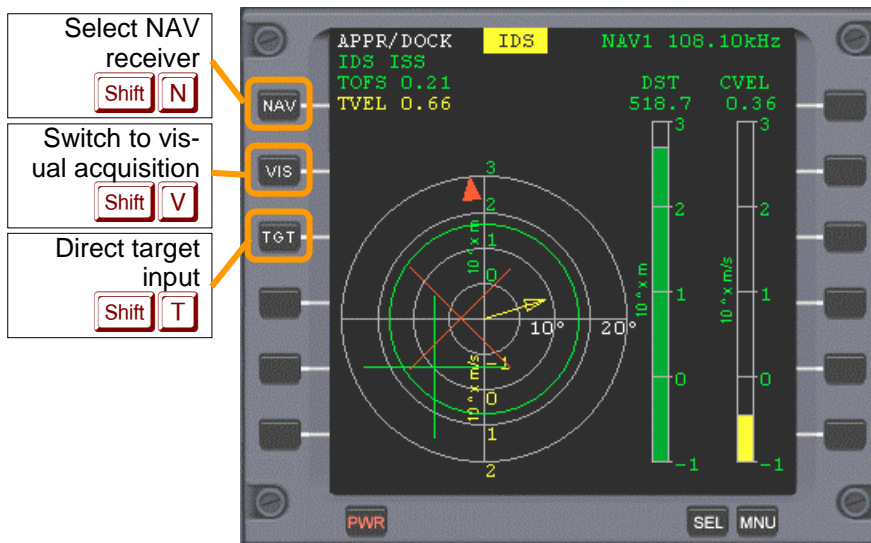 Select NAV
receiver
Shift N
Switch to vis-
ual acquisition
Shift V
Direct target
input
Shift T
NAV
VIS
TGT
APPR/DOCK IDS NAV1 108.10kHz
IDS ISS
TOFS 0.21 DST CVEL
TVEL 0.66 518.7 0.36
3
2
1
0
10^x m
10° 20°
-1
0
1
2
10^x m/s
3
2
1
0
-1
10^x m
3
2
1
0
-1
10^x m/s
PWR SEL MNU